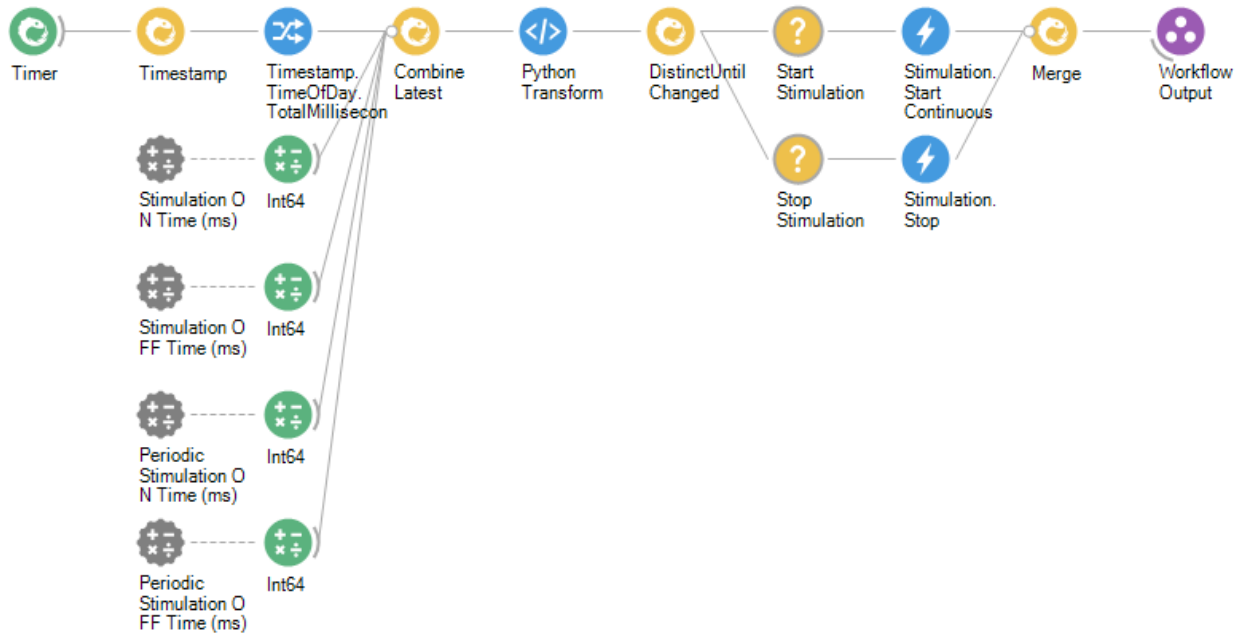 Timer
Timestamp
Timestamp.
TimeOfDay.
TotalMillisecon
Combine
Latest
Python
Transform
DistinctUntil
Changed
Start
Stimulation
Stimulation.
Start
Continuous
Merge
Workflow
Output
Stimulation O
N Time (ms)
Int64
Stop
Stimulation
Stimulation.
Stop
Stimulation O
FF Time (ms)
Int64
Periodic
Stimulation O
N Time (ms)
Int64
Periodic
Stimulation O
FF Time (ms)
Int64